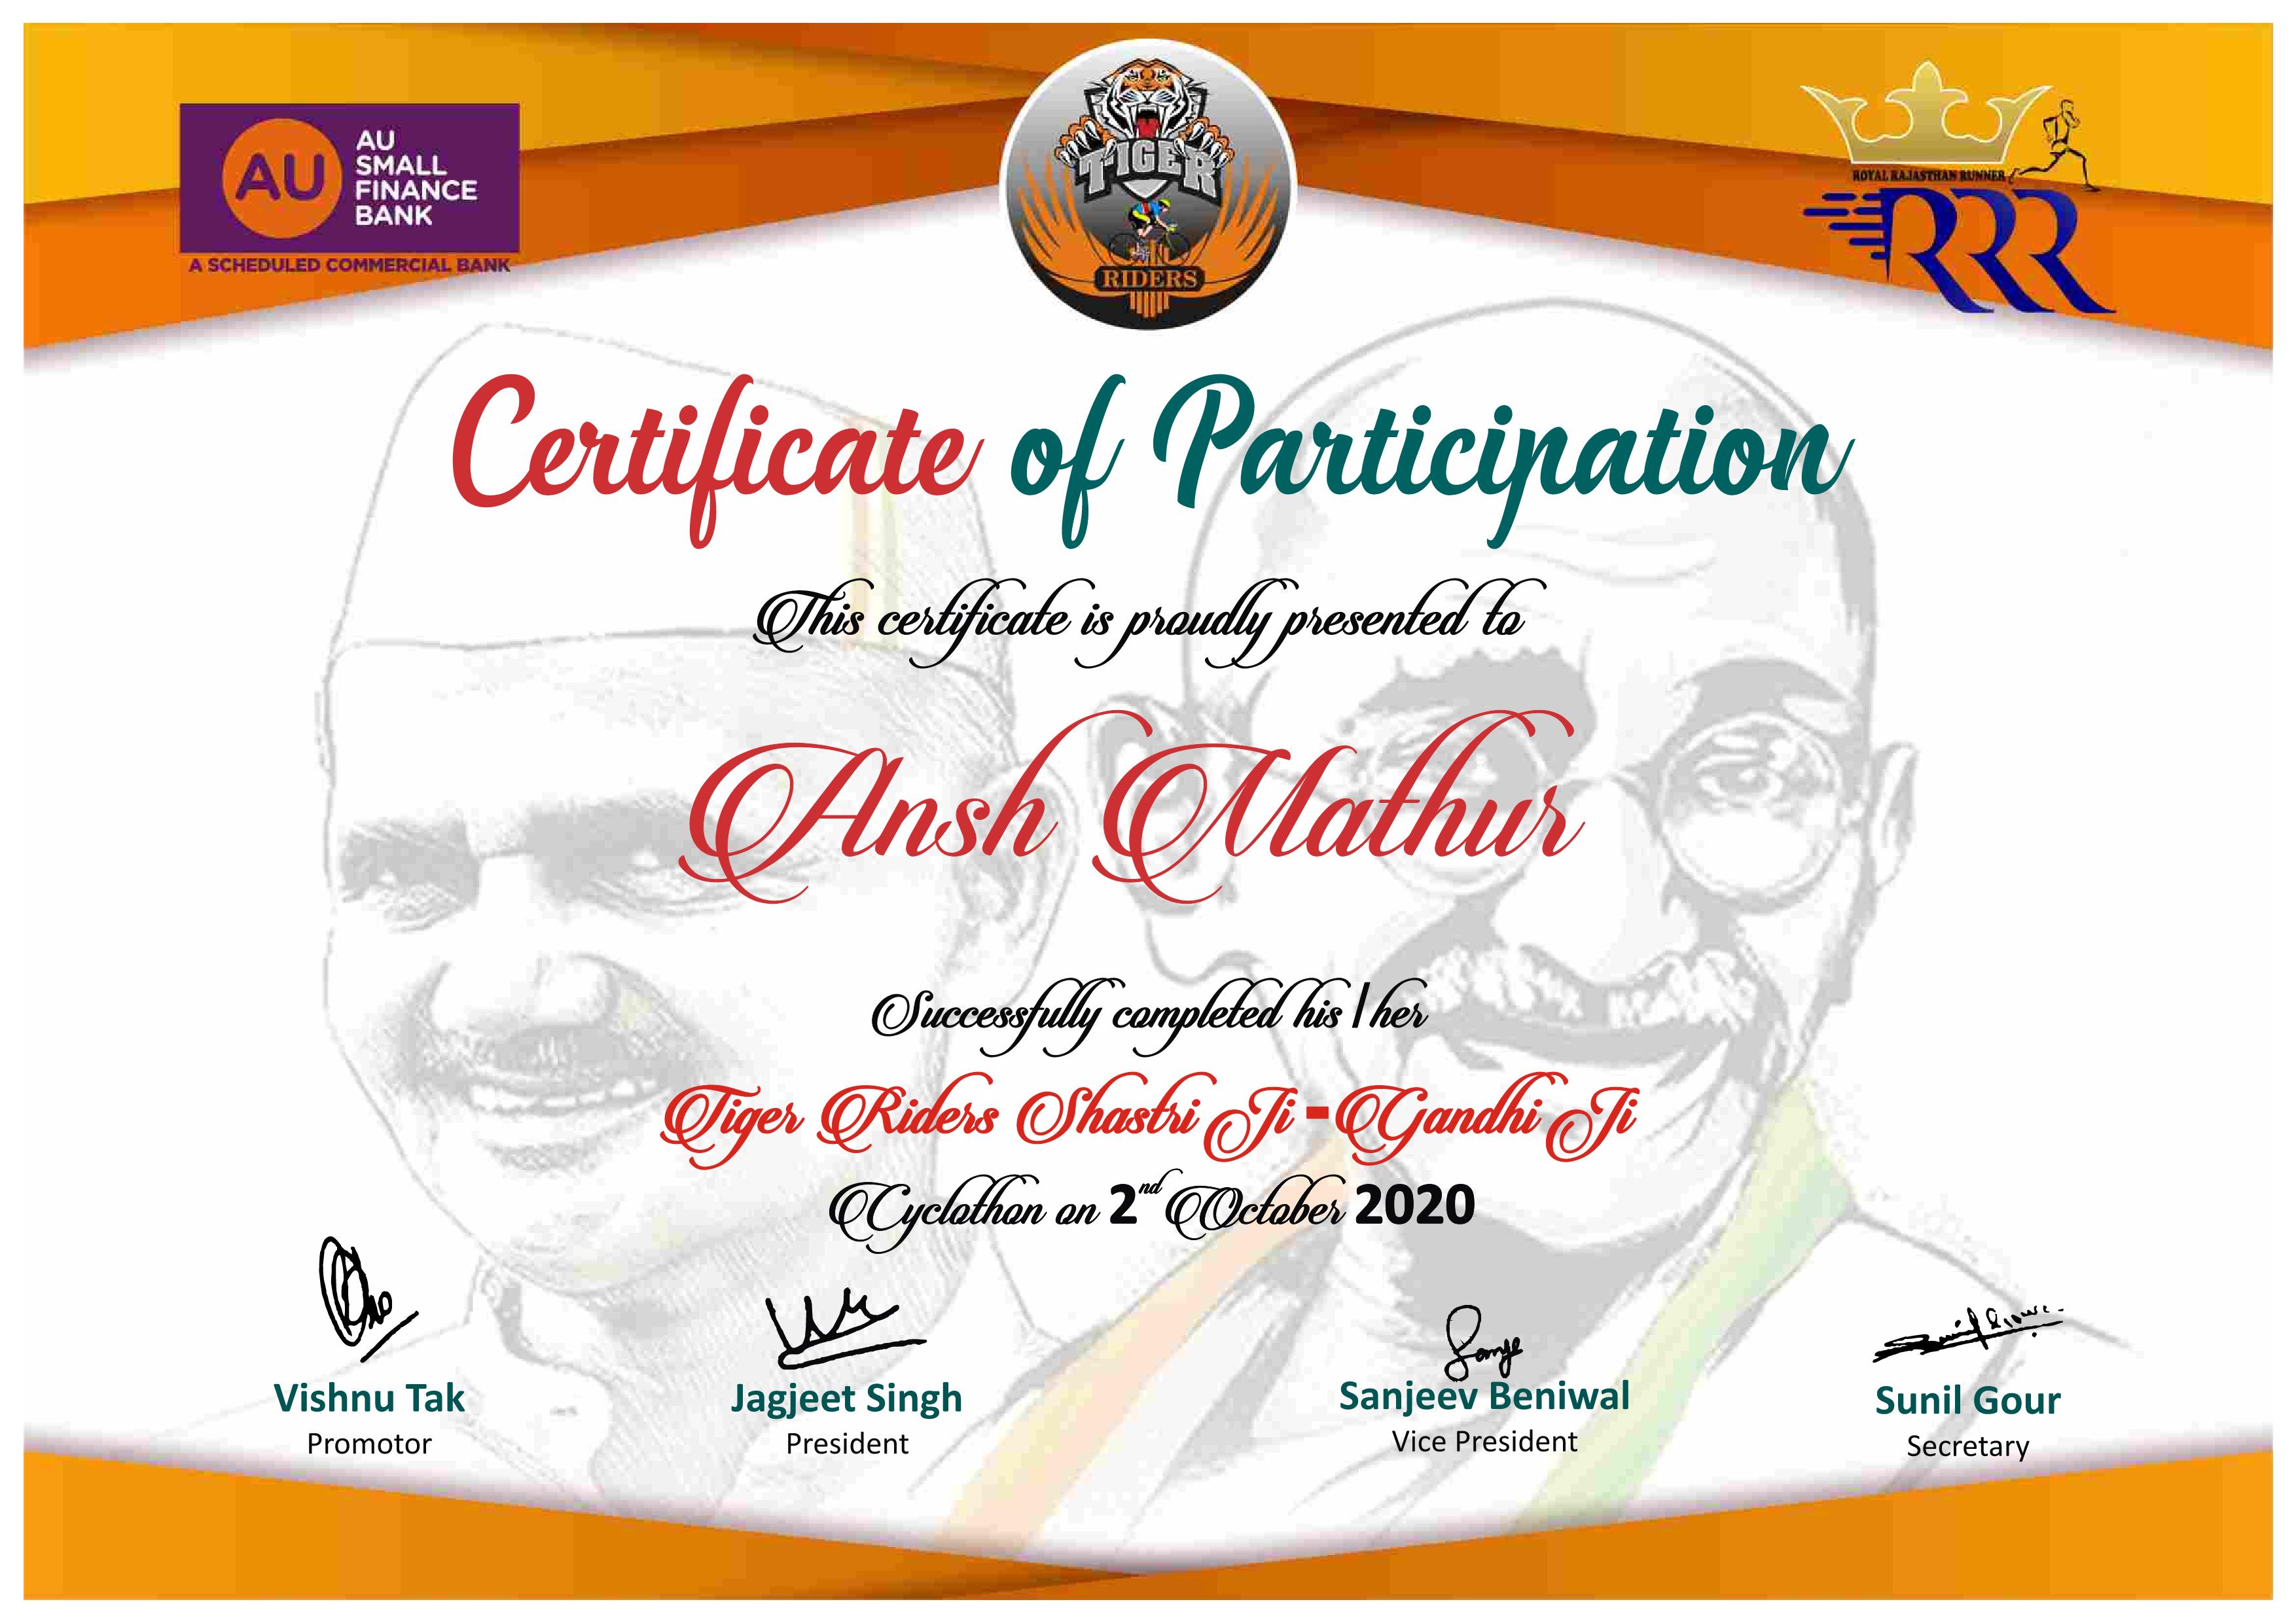 AU
AU
SMALL
FINANCE
BANK
A SCHEDULED COMMERCIAL BANK
TIGER
RIDERS
ROYAL RAJASTHAN RUNNER
RRR
Certificate of Participation
This certificate is proudly presented to
Ansh Mathur
Successfully completed his / her
Tiger Riders Shastri Ji - Gandhi Ji
Cyclothon on 2nd October 2020
Vishnu Tak
Promotor
Jagjeet Singh
President
Sanjeev Beniwal
Vice President
Sunil Gour
Secretary